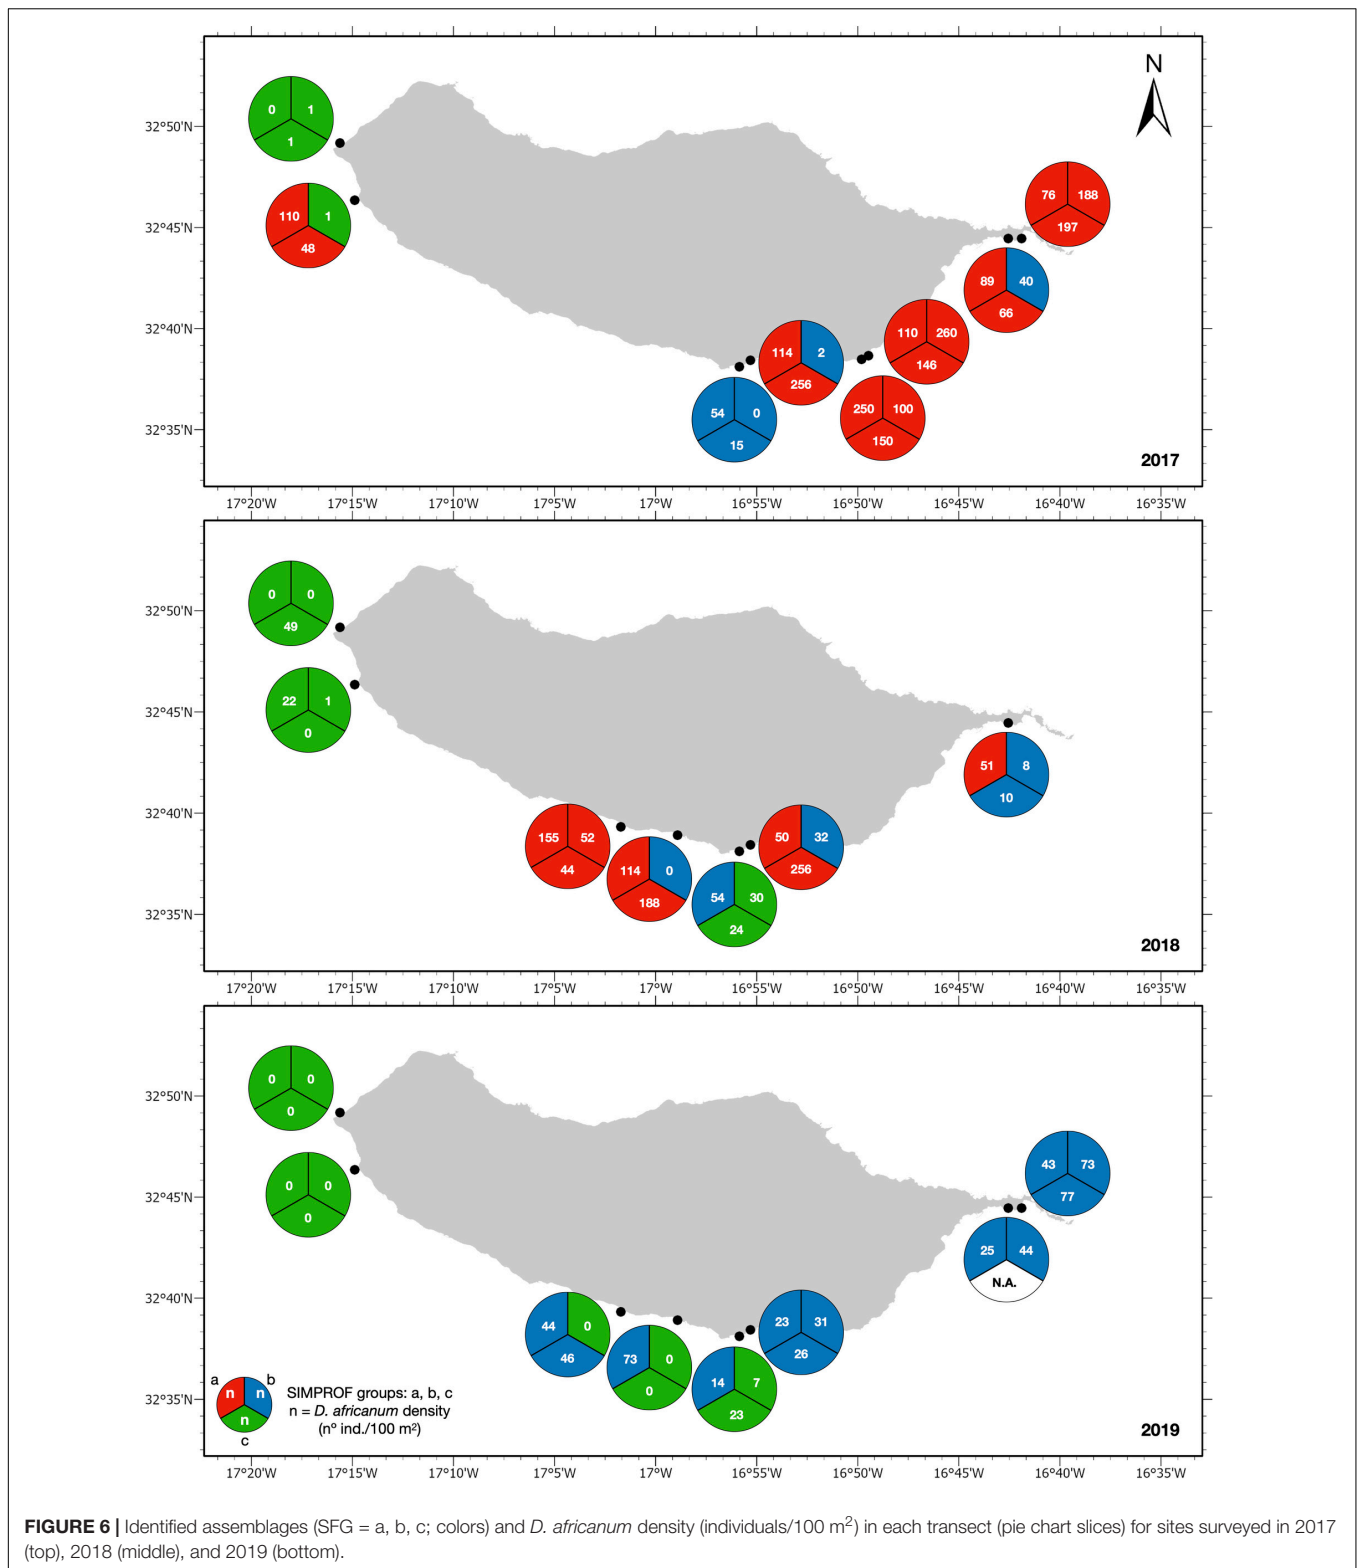 N
32°50'N
32°45'N
32°40'N
32°35'N
0 1
1
110 1
48
76 188
197
89 40
66
110 260
146
114 2
256
250 100
150
54 0
15
2017
17°20'W 17°15'W 17°10'W 17°5'W 17°W 16°55'W 16°50'W 16°45'W 16°40'W 16°35'W
32°50'N
32°45'N
32°40'N
32°35'N
0 0
49
22 1
0
51 8
10
155 52
44
114 0
188
54 30
24
50 32
256
2018
17°20'W 17°15'W 17°10'W 17°5'W 17°W 16°55'W 16°50'W 16°45'W 16°40'W 16°35'W
32°50'N
32°45'N
32°40'N
32°35'N
0 0
0
0 0
0
43 73
77
25 44
N.A.
44 0
46
73 0
0
14 7
23
23 31
26
a b
n n
n
c
SIMPROF groups: a, b, c
n = D. africanum density
(nº ind./100 m²)
2019
17°20'W 17°15'W 17°10'W 17°5'W 17°W 16°55'W 16°50'W 16°45'W 16°40'W 16°35'W
FIGURE 6 | Identified assemblages (SFG = a, b, c; colors) and D. africanum density (individuals/100 m²) in each transect (pie chart slices) for sites surveyed in 2017
(top), 2018 (middle), and 2019 (bottom).